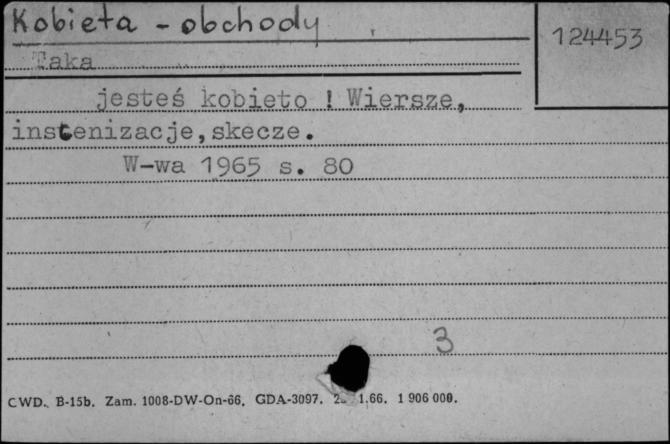 Kobieta - obchody
124453
Taka
jesteś kobieto ! Wiersze,
instenizacje, skecze.
W-wa 1965 s. 80
3
CWD. B-15b. Zam. 1008-DW-On-66. GDA-3097. 1.66. 1 906 000.